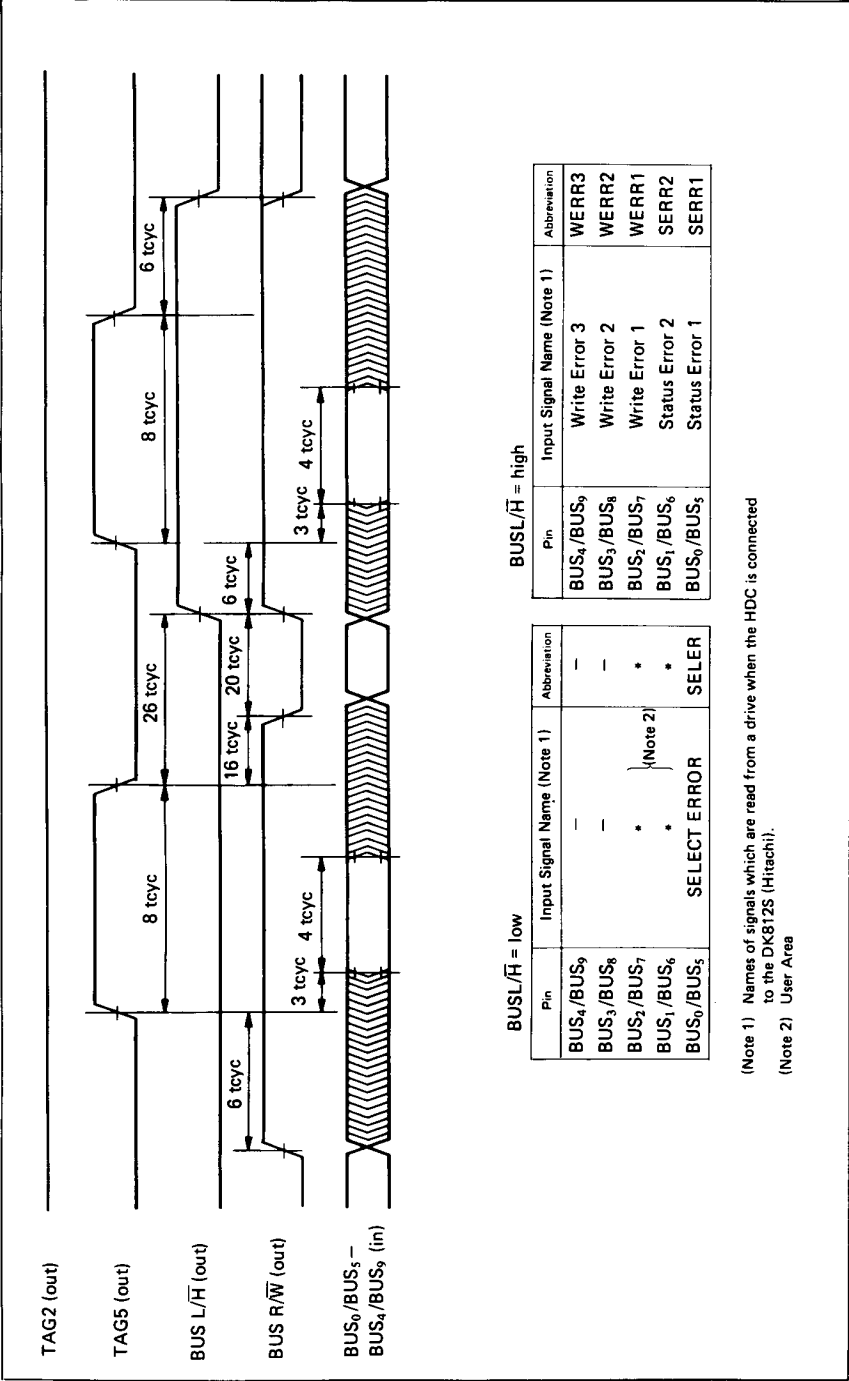 TAG2 (out)
TAG5 (out)
8 tcyc
26 tcyc
8 tcyc
6 tcyc
BUS L/H̅ (out)
6 tcyc
16 tcyc
20 tcyc
6 tcyc
BUS R/W̅ (out)
3 tcyc
4 tcyc
3 tcyc
4 tcyc
BUS₀/BUS₅ –
BUS₄/BUS₉ (in)
BUSL/H̅ = low
Pin Input Signal Name (Note 1) Abbreviation
BUS₄/BUS₉ – –
BUS₃/BUS₈ – –
BUS₂/BUS₇ * *
(Note 2)
BUS₁/BUS₆ * *
BUS₀/BUS₅ SELECT ERROR SELER
BUSL/H̅ = high
Pin Input Signal Name (Note 1) Abbreviation
BUS₄/BUS₉ Write Error 3 WERR3
BUS₃/BUS₈ Write Error 2 WERR2
BUS₂/BUS₇ Write Error 1 WERR1
BUS₁/BUS₆ Status Error 2 SERR2
BUS₀/BUS₅ Status Error 1 SERR1
(Note 1) Names of signals which are read from a drive when the HDC is connected
to the DK812S (Hitachi).
(Note 2) User Area